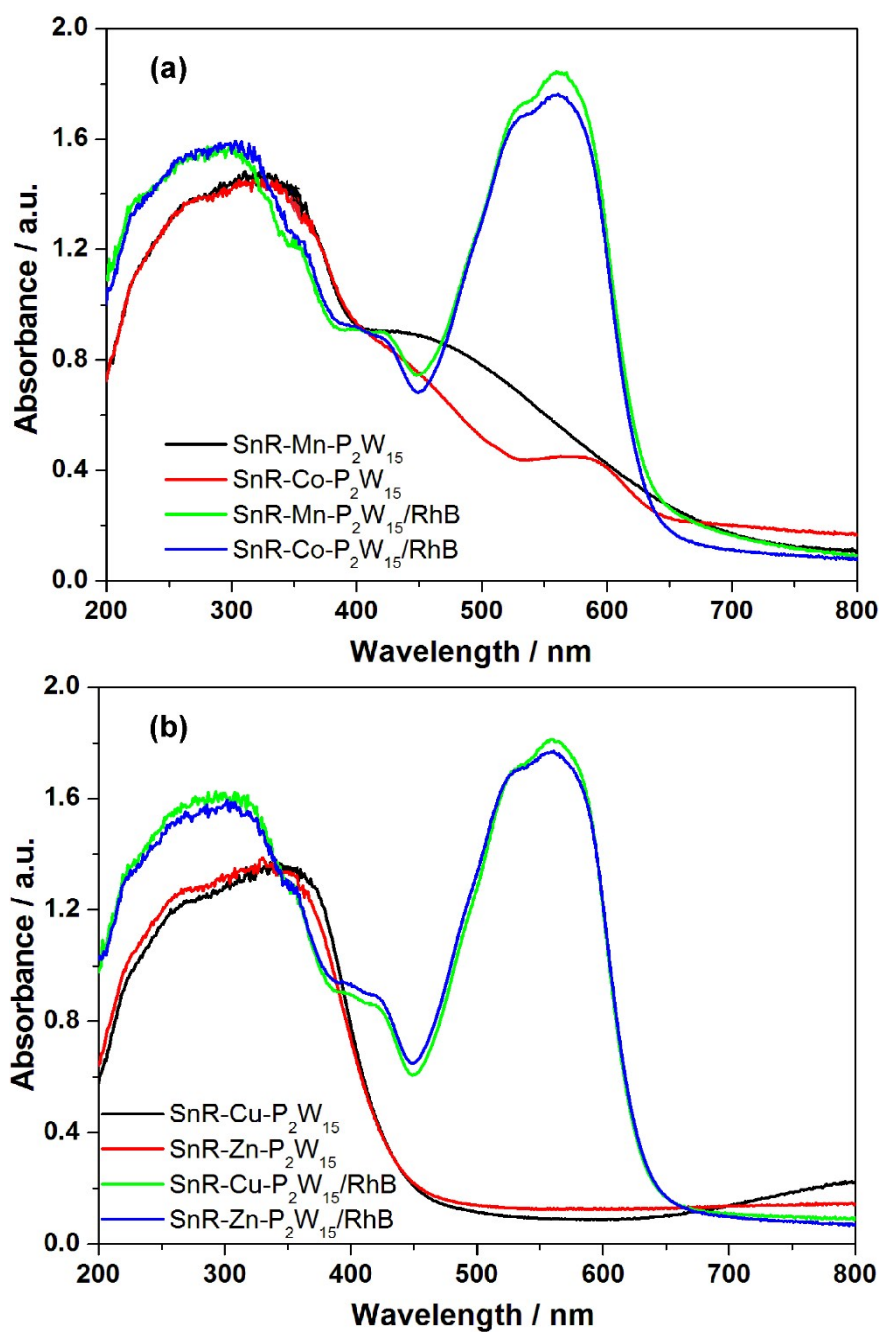 2.0
(a)
1.6
1.2
0.8
0.4
0.0
Absorbance / a.u.
SnR-Mn-P₂W₁₅
SnR-Co-P₂W₁₅
SnR-Mn-P₂W₁₅/RhB
SnR-Co-P₂W₁₅/RhB
200 300 400 500 600 700 800
Wavelength / nm
2.0
(b)
1.6
1.2
0.8
0.4
0.0
Absorbance / a.u.
SnR-Cu-P₂W₁₅
SnR-Zn-P₂W₁₅
SnR-Cu-P₂W₁₅/RhB
SnR-Zn-P₂W₁₅/RhB
200 300 400 500 600 700 800
Wavelength / nm